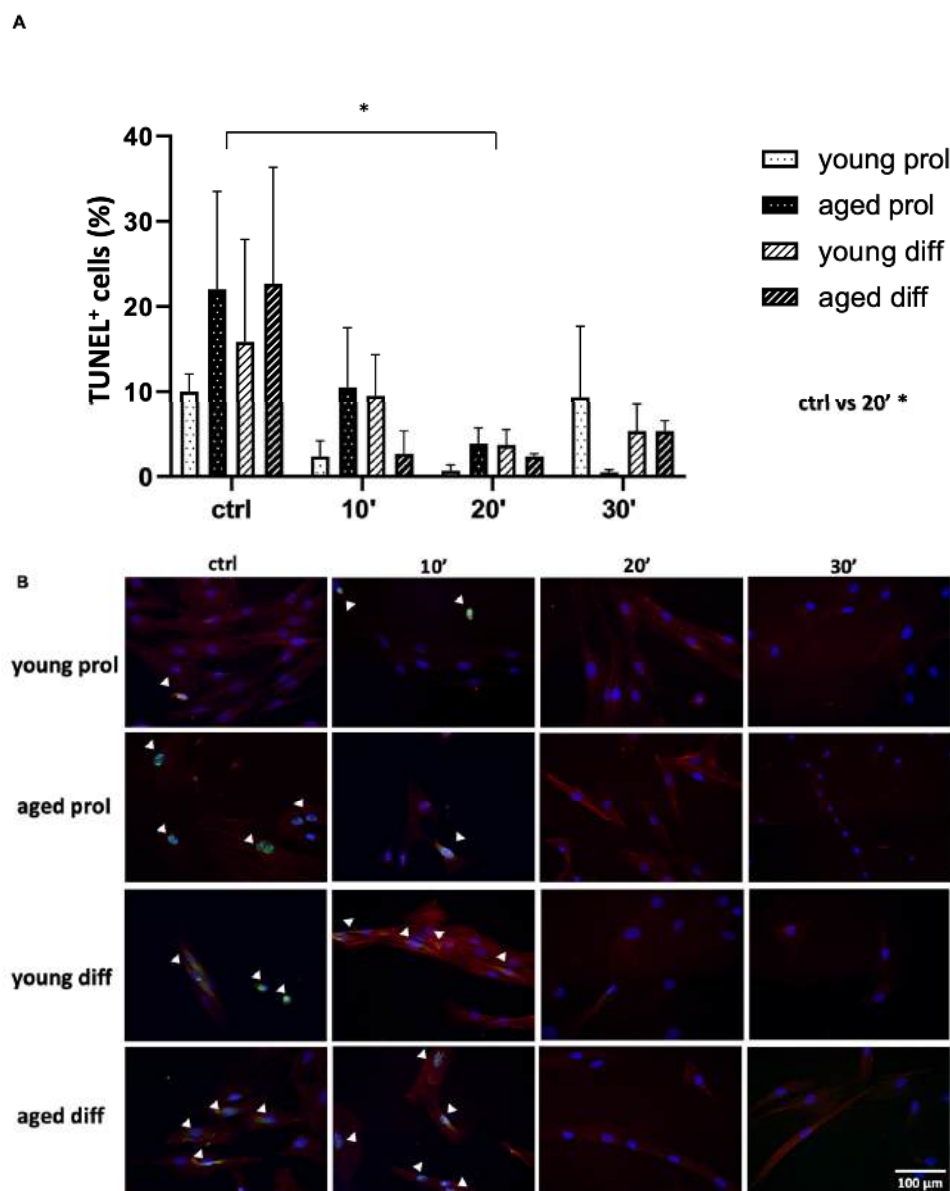 A
*
40
30
20
10
0
TUNEL⁺ cells (%)
ctrl 10' 20' 30'
young prol
aged prol
young diff
aged diff
ctrl vs 20' *
B
ctrl 10' 20' 30'
young prol
aged prol
young diff
aged diff
100 µm